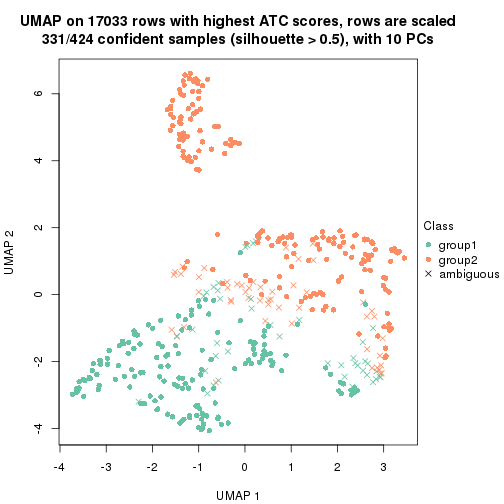 UMAP on 17033 rows with highest ATC scores, rows are scaled
331/424 confident samples (silhouette > 0.5), with 10 PCs
Class
group1
group2
ambiguous
UMAP 2
6
4
2
0
-2
-4
-4 -3 -2 -1 0 1 2 3
UMAP 1